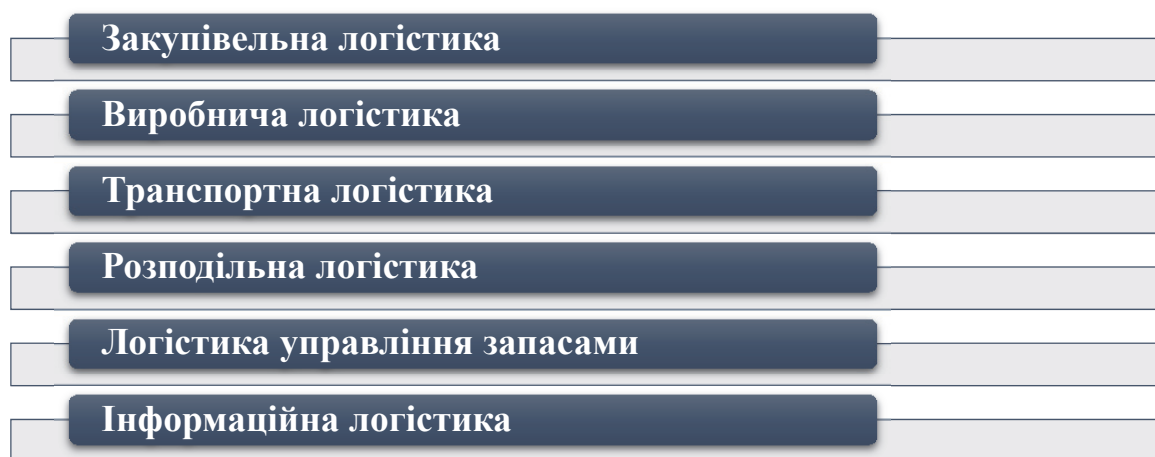 Закупівельна логістика
Виробнича логістика
Транспортна логістика
Розподільна логістика
Логістика управління запасами
Інформаційна логістика